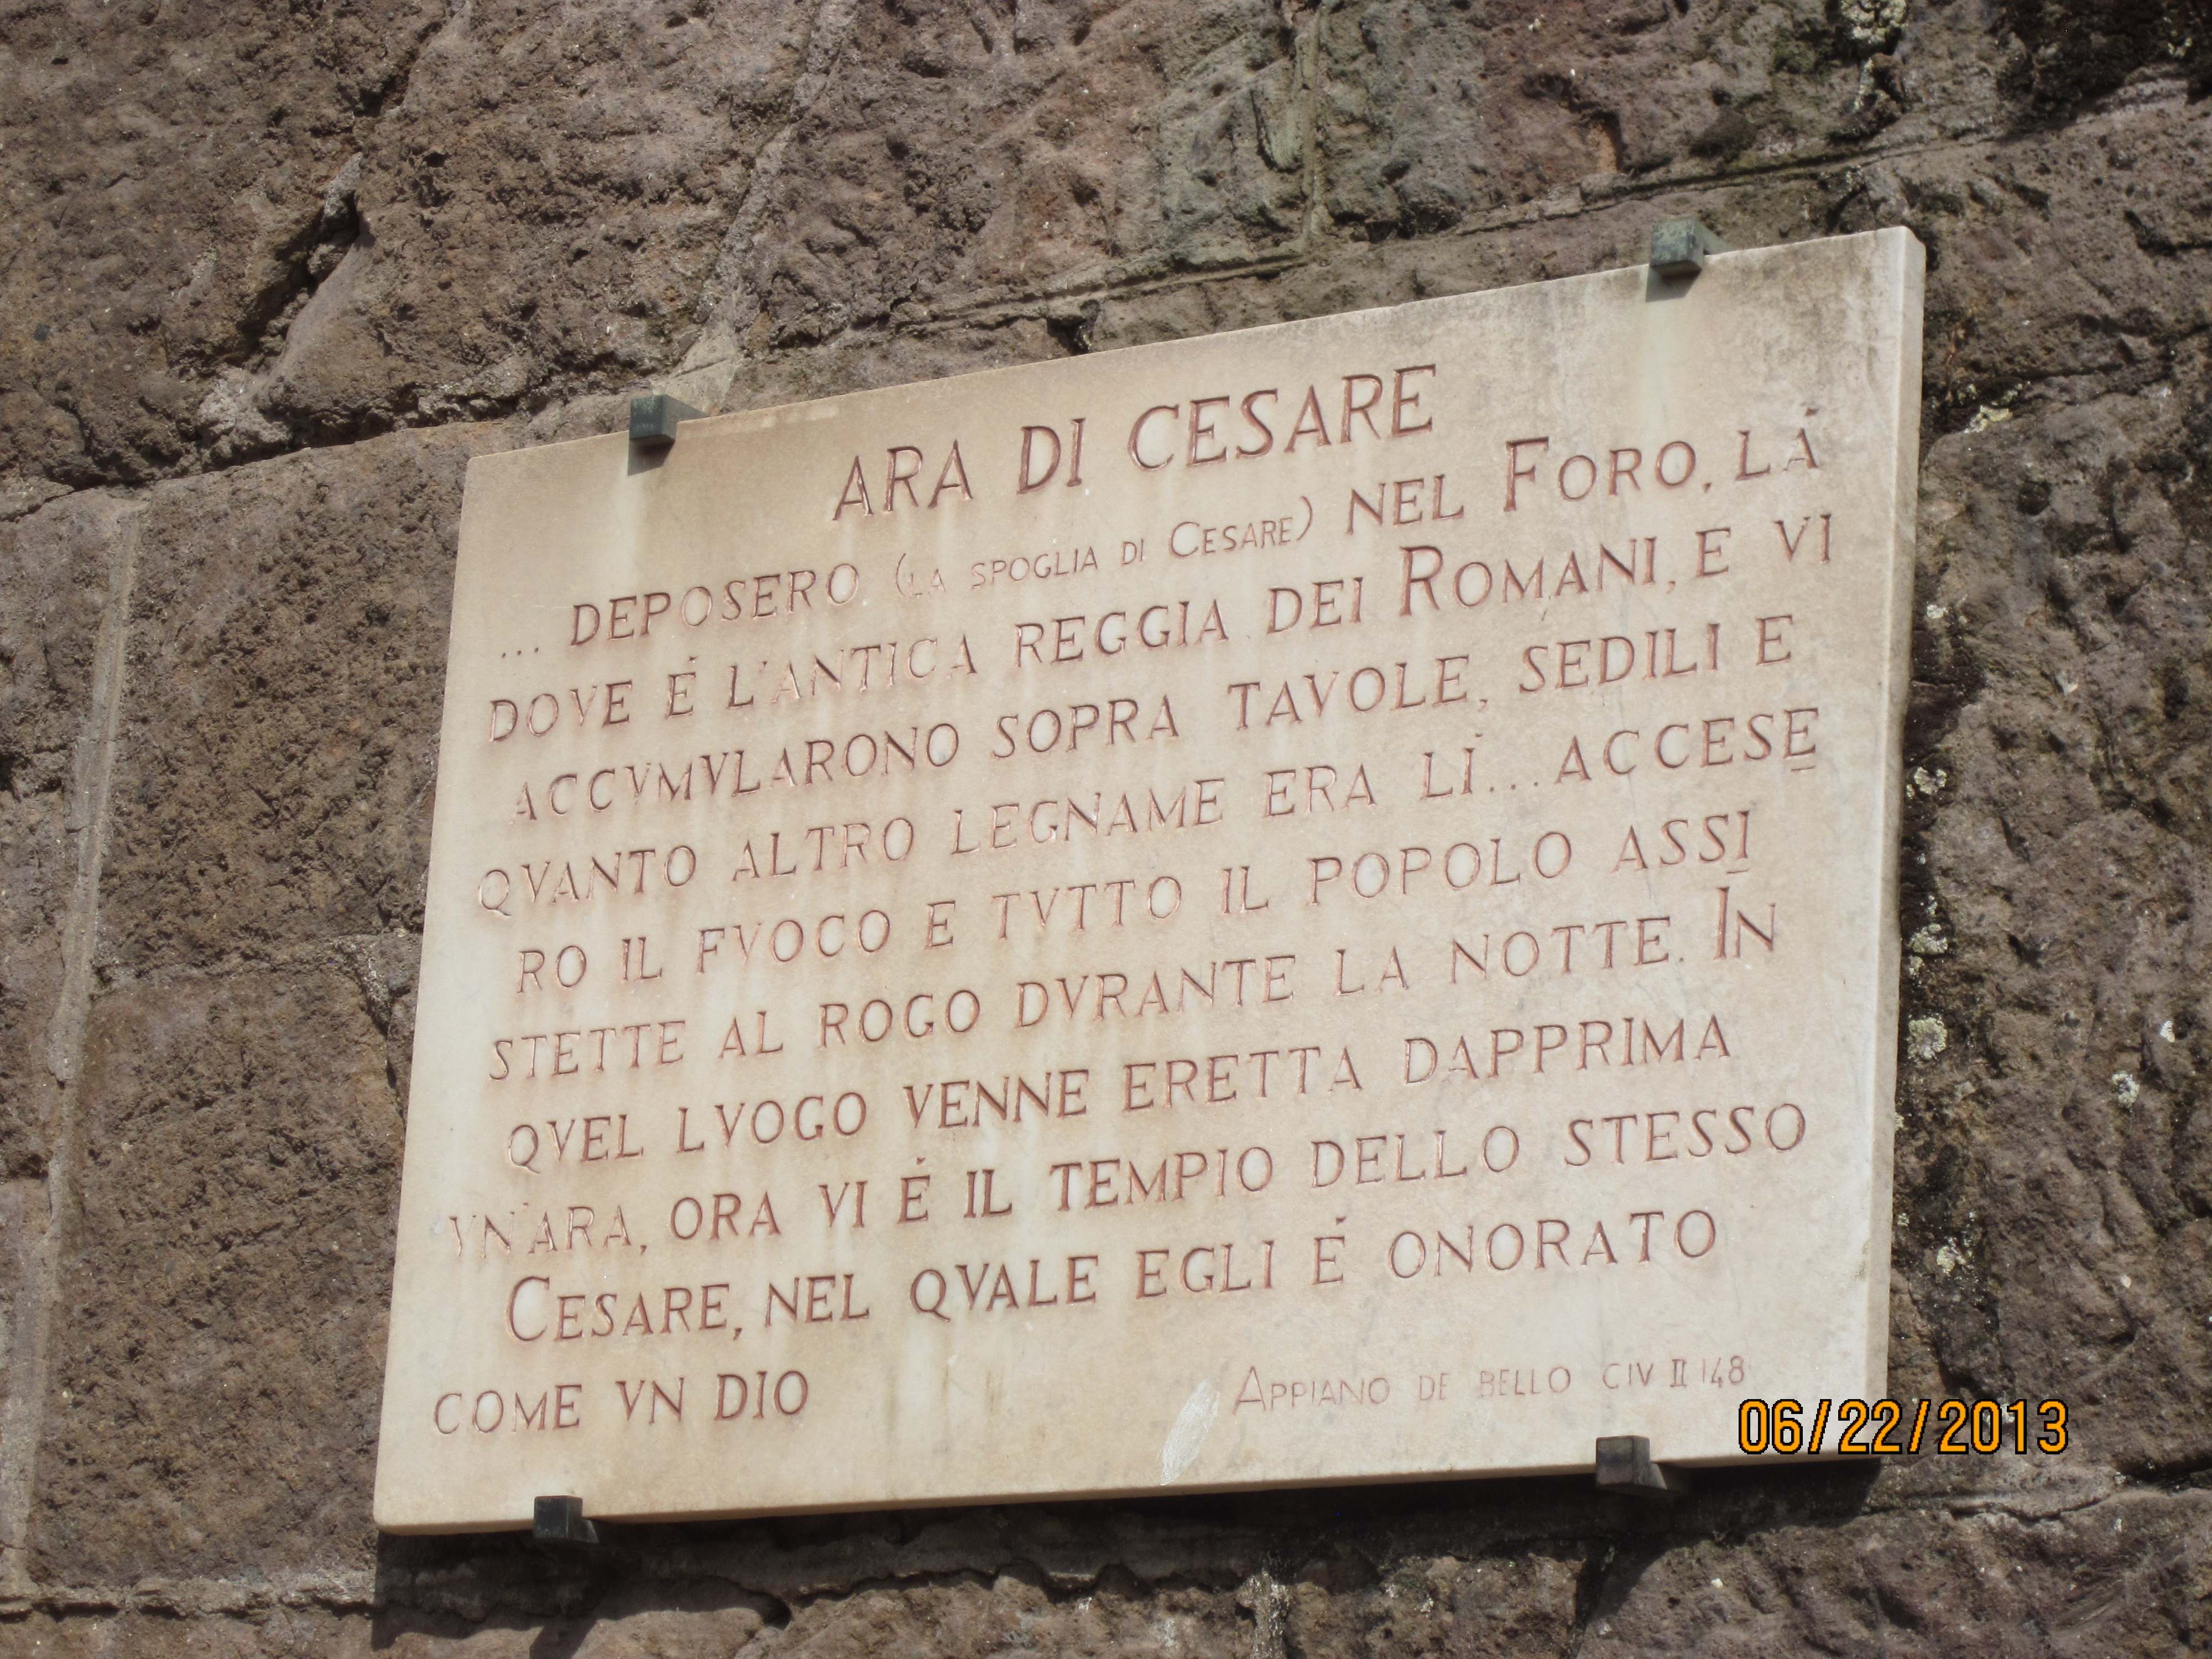 ARA DI CESARE
... DEPOSERO (LA SPOGLIA DI CESARE) NEL FORO, LÀ
DOVE É L'ANTICA REGGIA DEI ROMANI, E VI
ACCVMVLARONO SOPRA TAVOLE, SEDILI E
QVANTO ALTRO LEGNAME ERA LÌ... ACCESE
RO IL FVOCO E TVTTO IL POPOLO ASSI
STETTE AL ROGO DVRANTE LA NOTTE. IN
QVEL LVOGO VENNE ERETTA DAPPRIMA
VN'ARA, ORA VI É IL TEMPIO DELLO STESSO
CESARE, NEL QVALE EGLI É ONORATO
COME VN DIO
APPIANO DE BELLO CIV II 148
06/22/2013